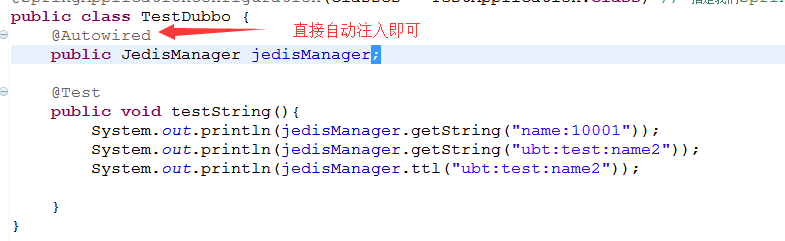 public class TestDubbo {
@Autowired 直接自动注入即可
public JedisManager jedisManager;
@Test
public void testString(){
System.out.println(jedisManager.getString("name:10001"));
System.out.println(jedisManager.getString("ubt:test:name2"));
System.out.println(jedisManager.ttl("ubt:test:name2"));
}
}